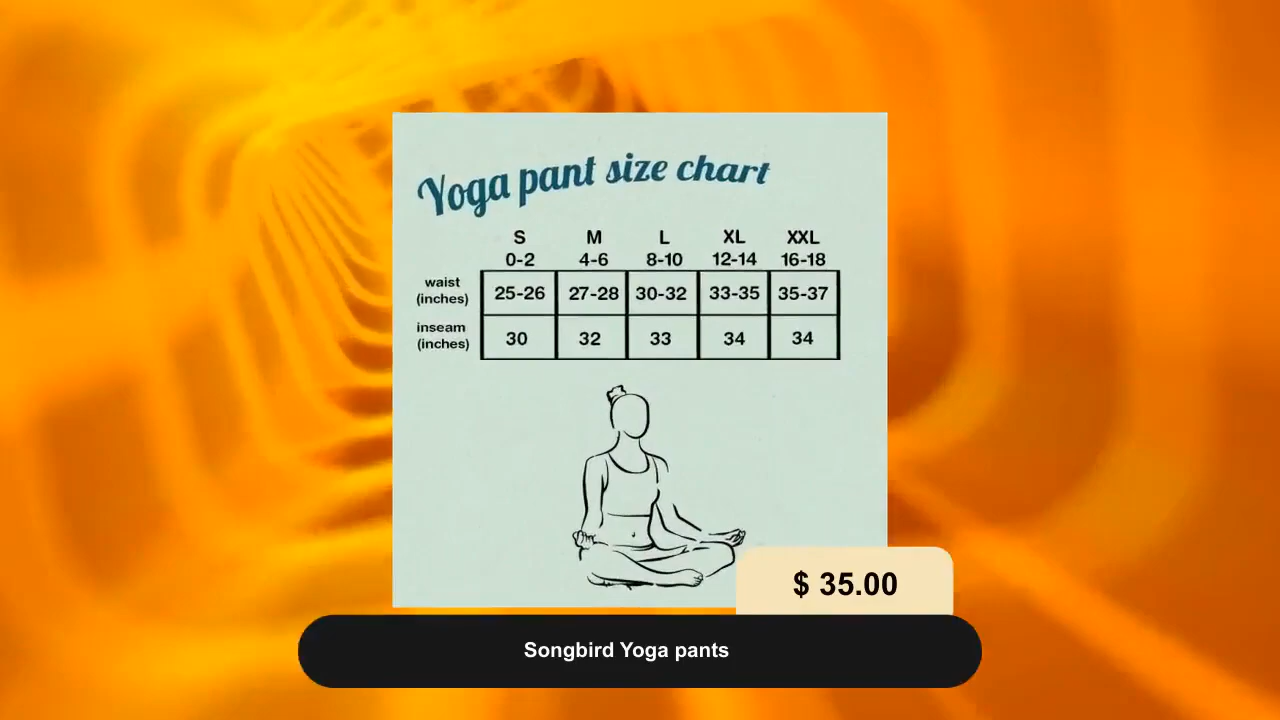 Yoga pant size chart
S M L XL XXL
0-2 4-6 8-10 12-14 16-18
waist
(inches) 25-26 27-28 30-32 33-35 35-37
inseam
(inches) 30 32 33 34 34
$ 35.00
Songbird Yoga pants